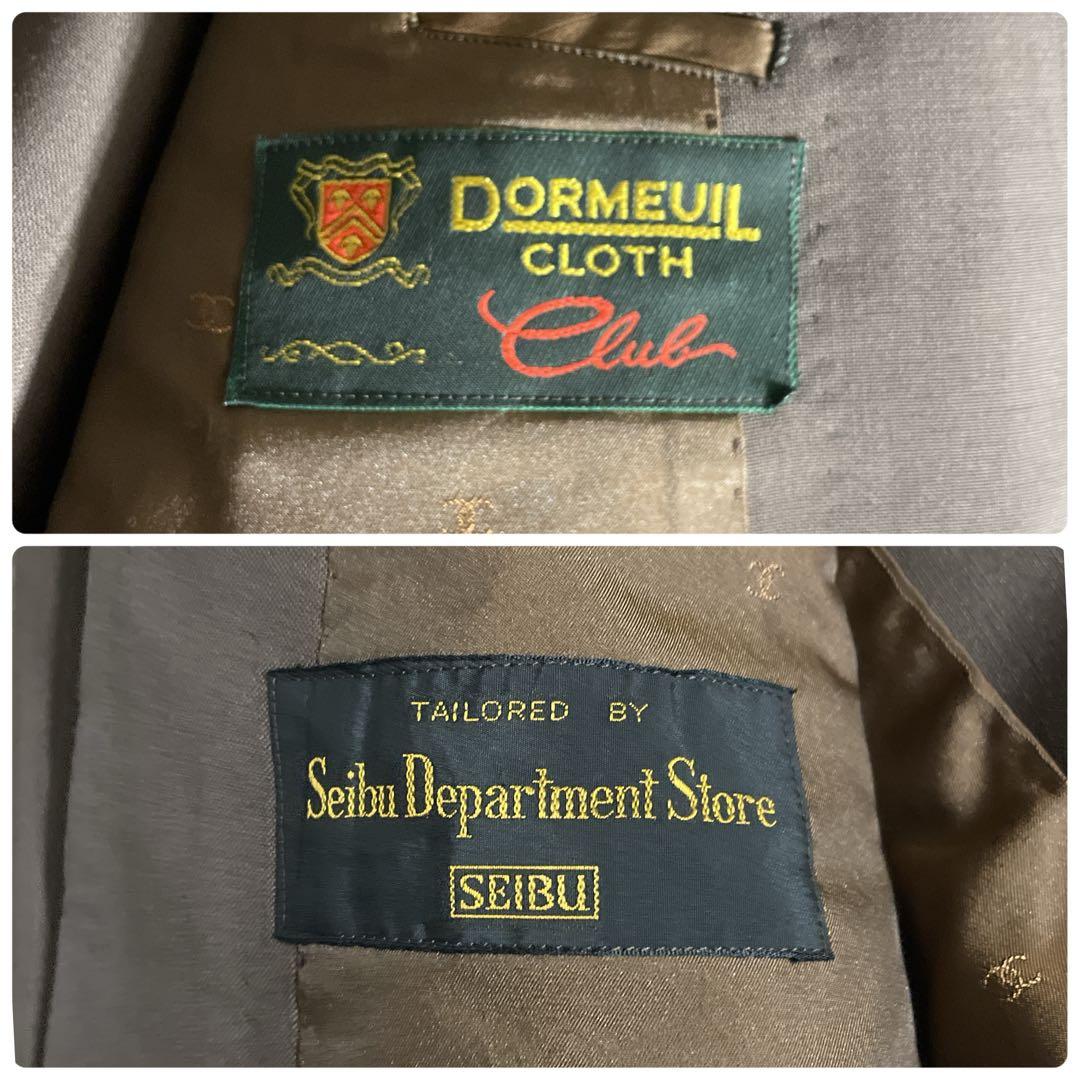 DORMEUIL
CLOTH
Club
TAILORED BY
Seibu Department Store
SEIBU